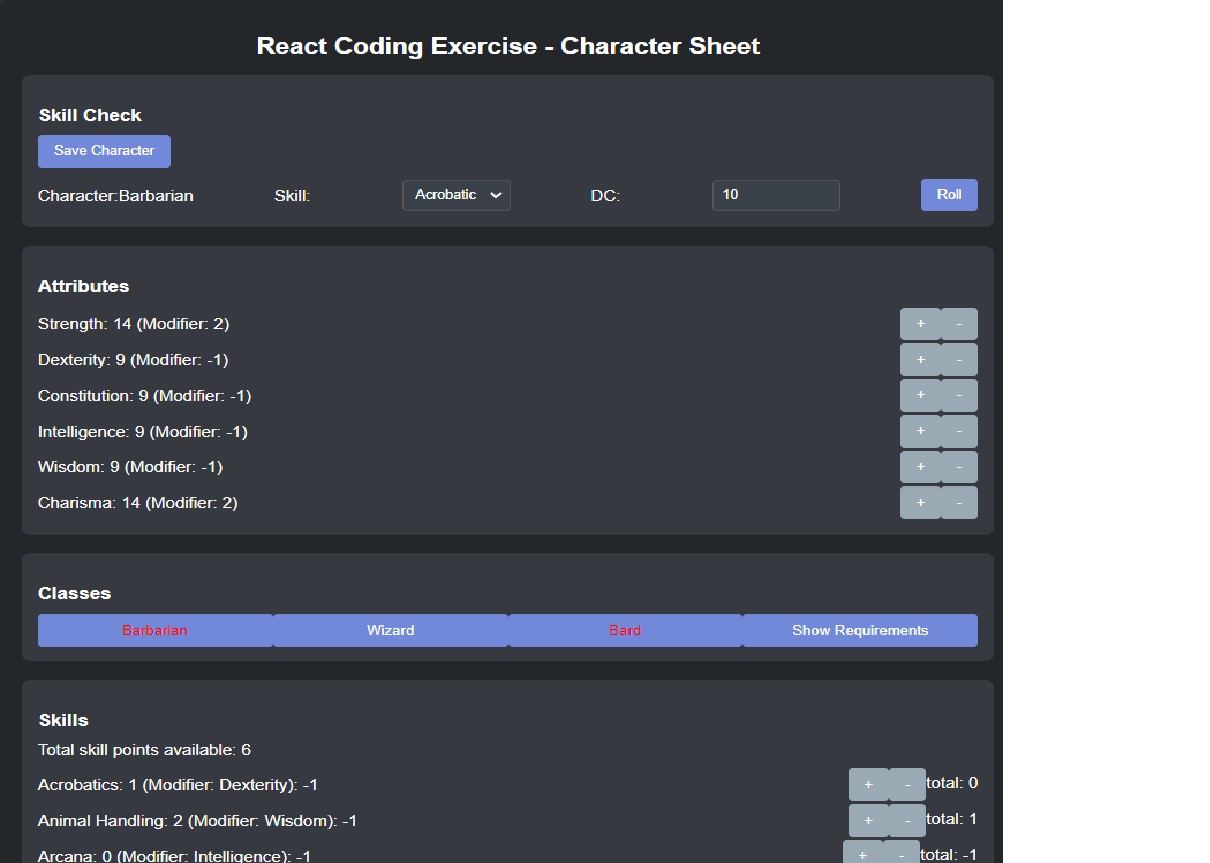 React Coding Exercise - Character Sheet
Skill Check
Save Character
Character:Barbarian Skill: Acrobatic DC: 10 Roll
Attributes
Strength: 14 (Modifier: 2) + -
Dexterity: 9 (Modifier: -1) + -
Constitution: 9 (Modifier: -1) + -
Intelligence: 9 (Modifier: -1) + -
Wisdom: 9 (Modifier: -1) + -
Charisma: 14 (Modifier: 2) + -
Classes
Barbarian Wizard Bard Show Requirements
Skills
Total skill points available: 6
Acrobatics: 1 (Modifier: Dexterity): -1 + - total: 0
Animal Handling: 2 (Modifier: Wisdom): -1 + - total: 1
Arcana: 0 (Modifier: Intelligence): -1 + - total: -1